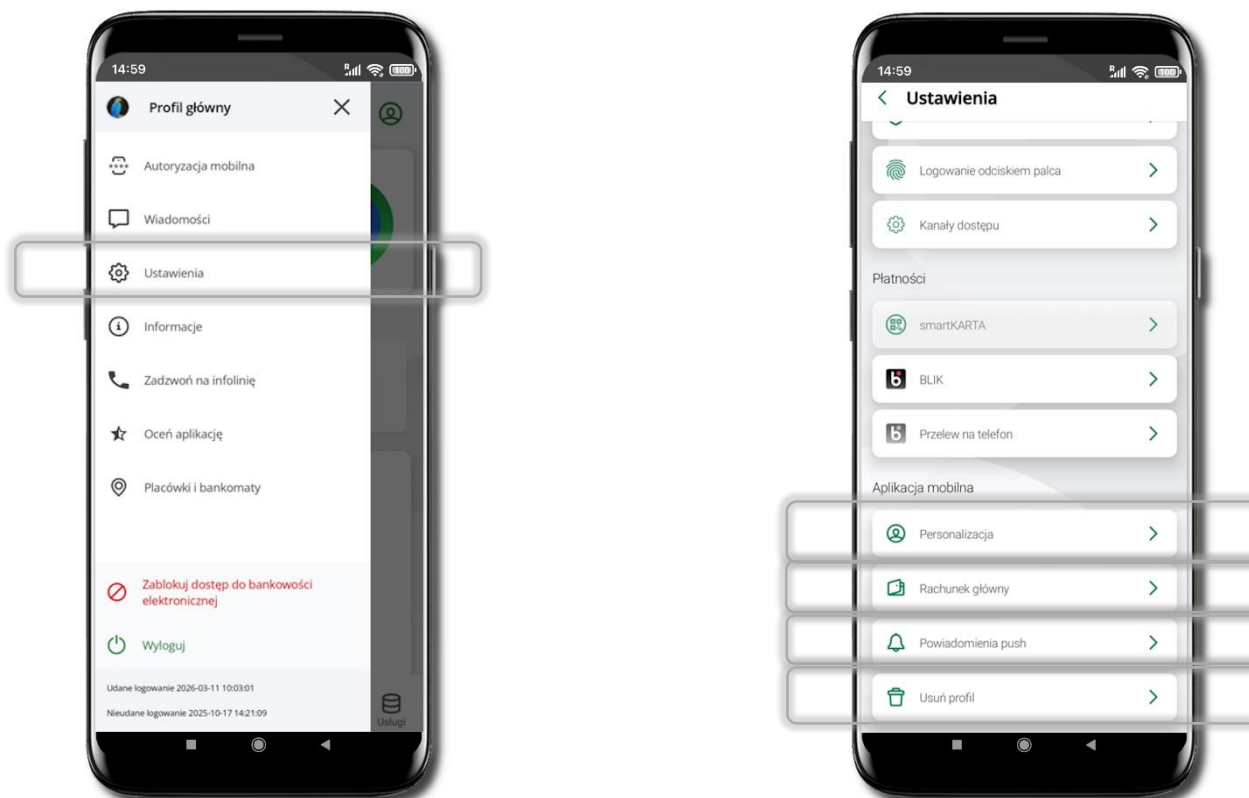 14:59
Profil główny
Autoryzacja mobilna
Wiadomości
Ustawienia
Informacje
Zadzwoń na infolinię
Oceń aplikację
Placówki i bankomaty
Zablokuj dostęp do bankowości
elektronicznej
Wyloguj
Udane logowanie 2026-03-11 10:03:01
Nieudane logowanie 2025-10-17 14:21:09
Usługi
14:59
Ustawienia
Logowanie odciskiem palca
Kanały dostępu
Płatności
smartKARTA
BLIK
Przelew na telefon
Aplikacja mobilna
Personalizacja
Rachunek główny
Powiadomienia push
Usuń profil